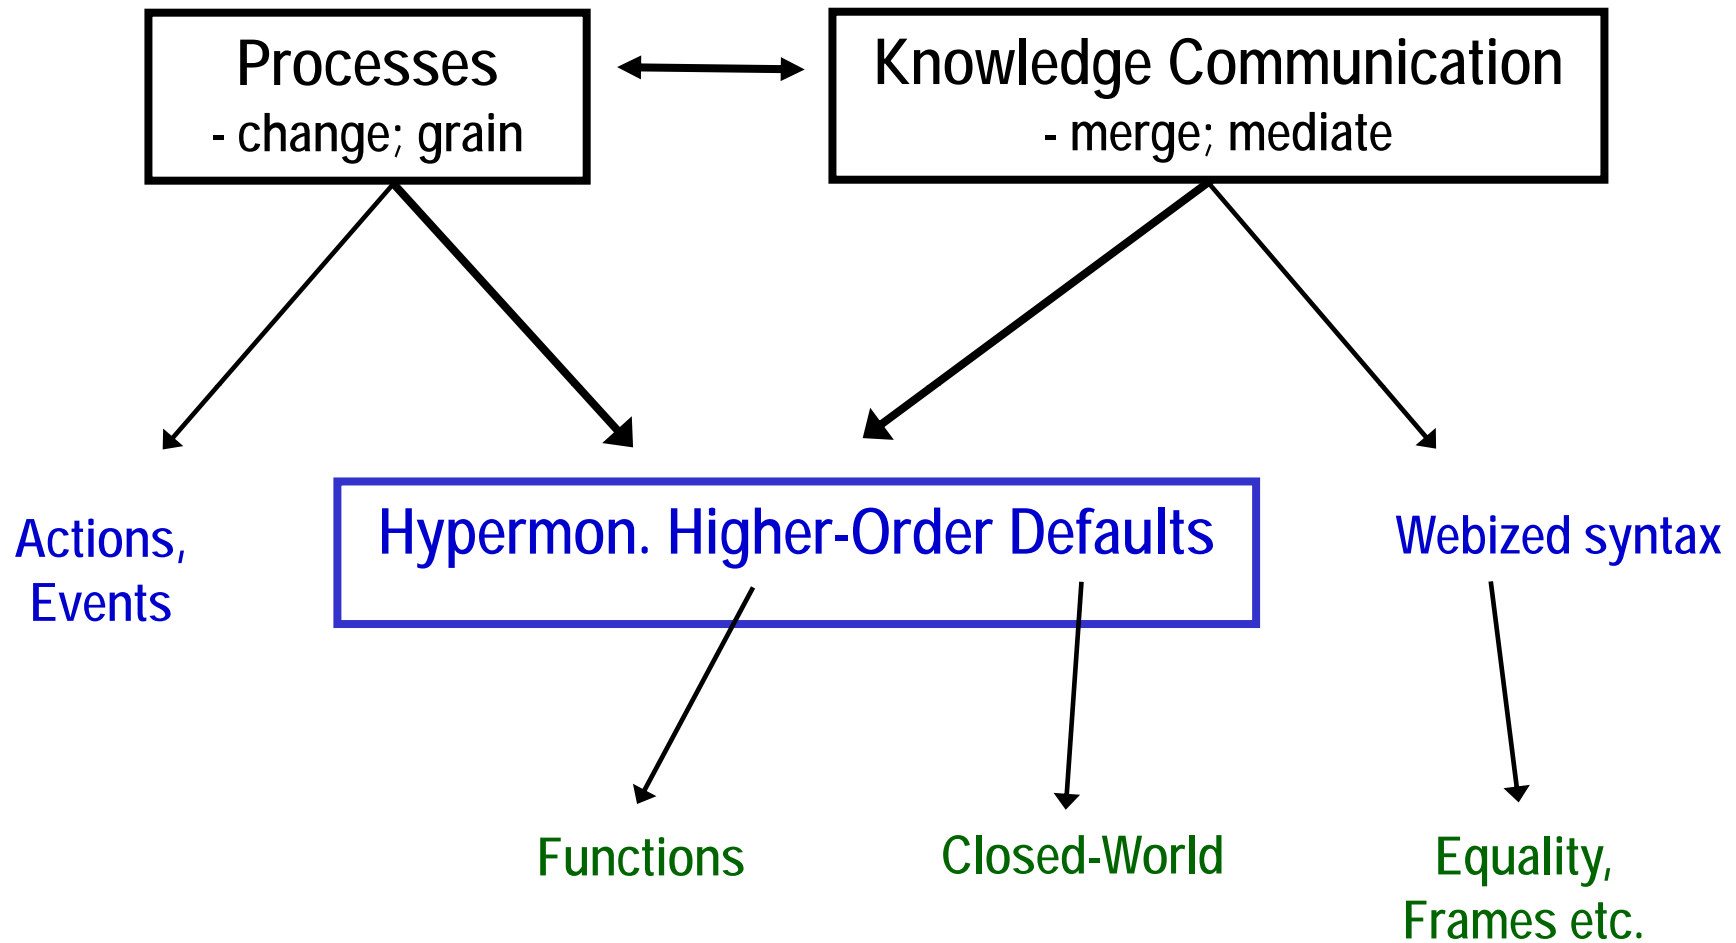 Processes
- change; grain
Knowledge Communication
- merge; mediate
Actions,
Events
Hypermon. Higher-Order Defaults
Webized syntax
Functions
Closed-World
Equality,
Frames etc.